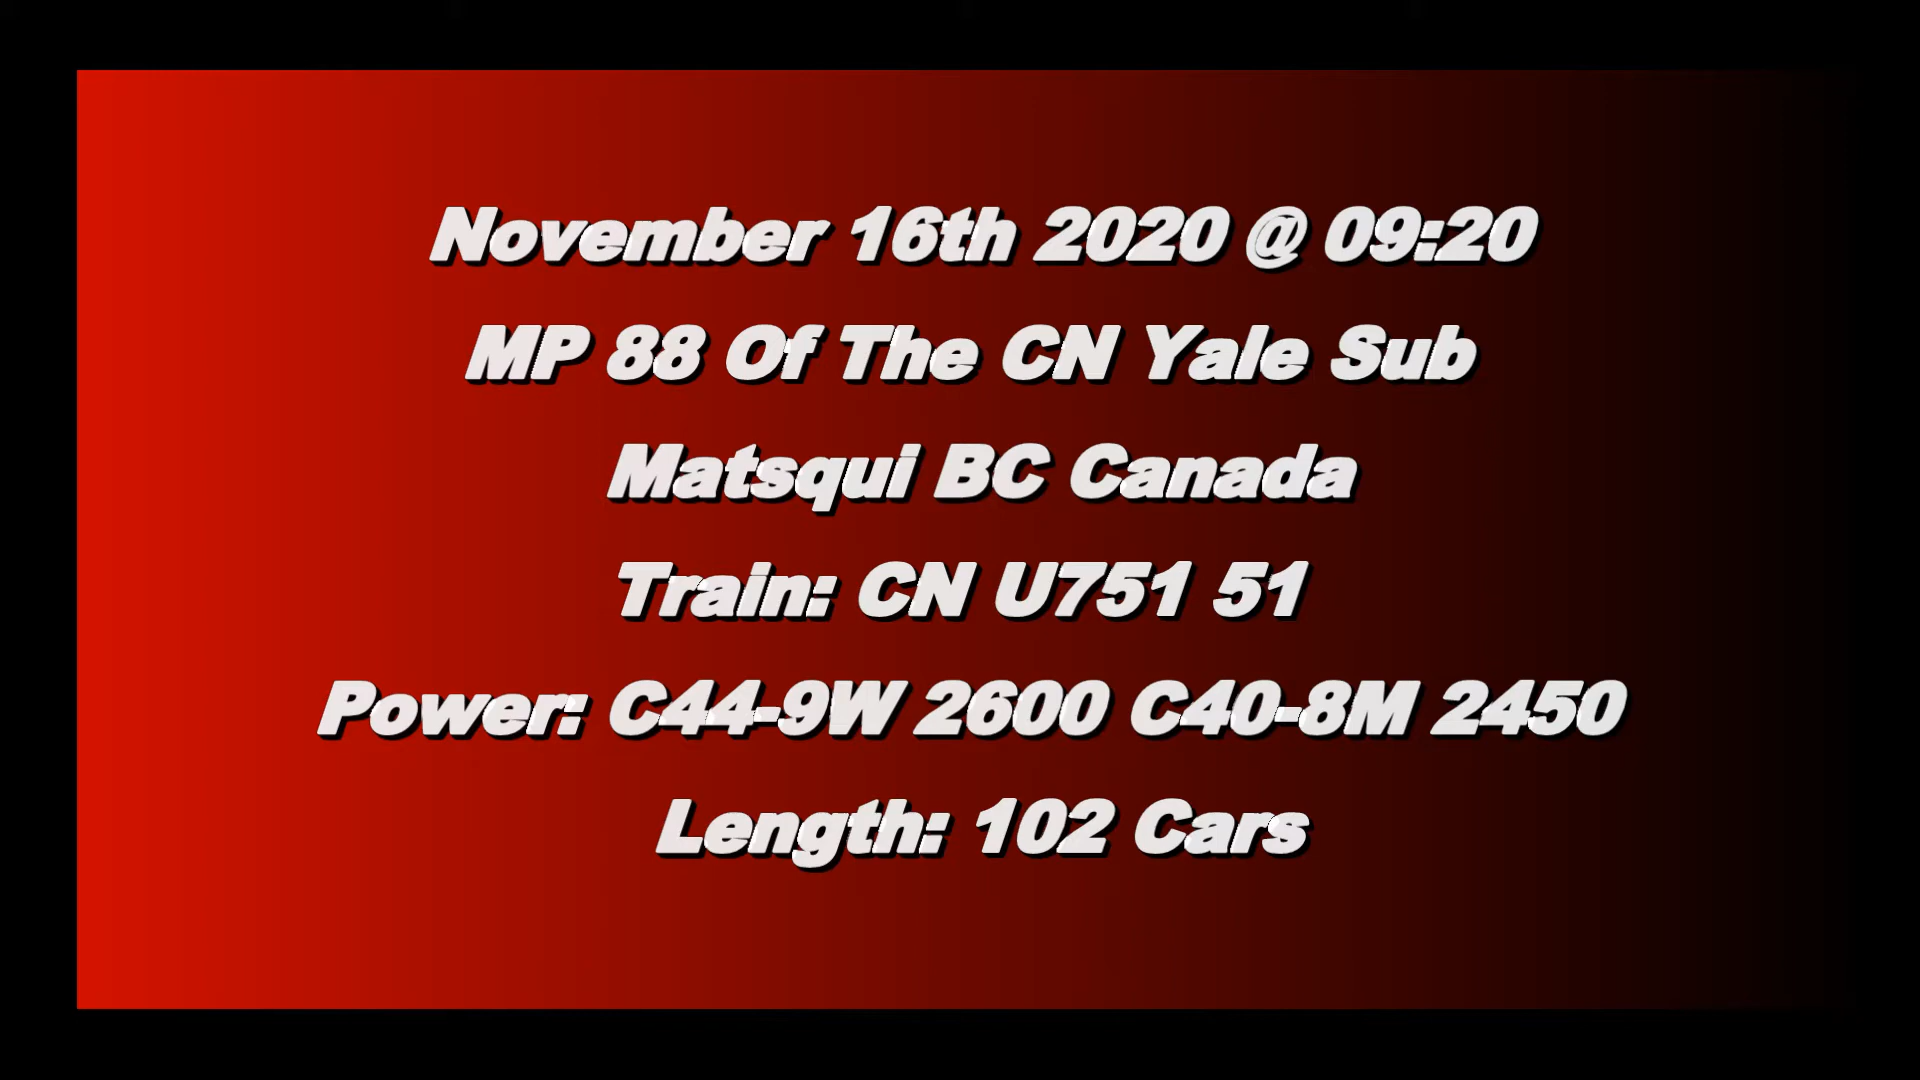 November 16th 2020 @ 09:20
MP 88 Of The CN Yale Sub
Matsqui BC Canada
Train: CN U751 51
Power: C44-9W 2600 C40-8M 2450
Length: 102 Cars